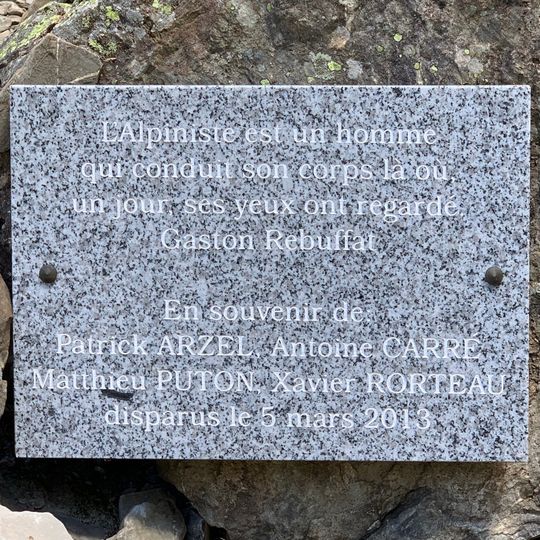 L'Alpiniste est un homme
qui conduit son corps là où,
un jour, ses yeux ont regardé.
Gaston Rebuffat
En souvenir de:
Patrick ARZEL, Antoine CARRÉ
Matthieu PUTON, Xavier RORTEAU
disparus le 5 mars 2013